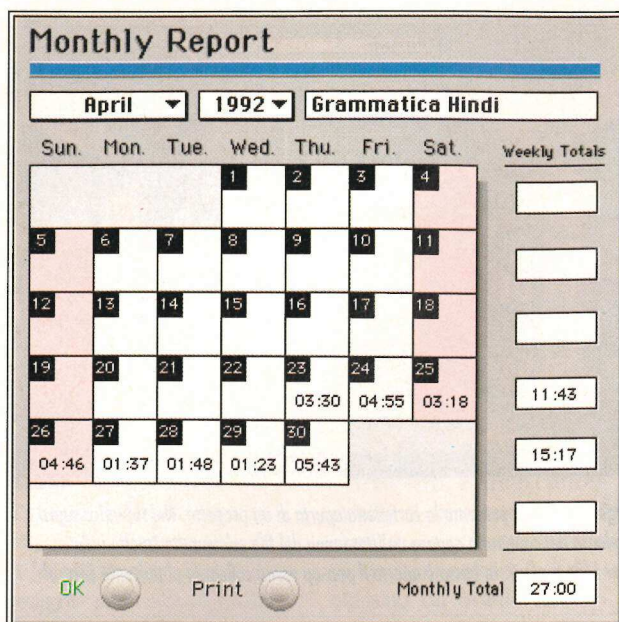 Monthly Report
April 1992 Grammatica Hindi
Sun. Mon. Tue. Wed. Thu. Fri. Sat. Weekly Totals
1 2 3 4
5 6 7 8 9 10 11
12 13 14 15 16 17 18
19 20 21 22 23 24 25
03:30 04:55 03:18 11:43
26 27 28 29 30
04:46 01:37 01:48 01:23 05:43 15:17
OK Print Monthly Total 27:00